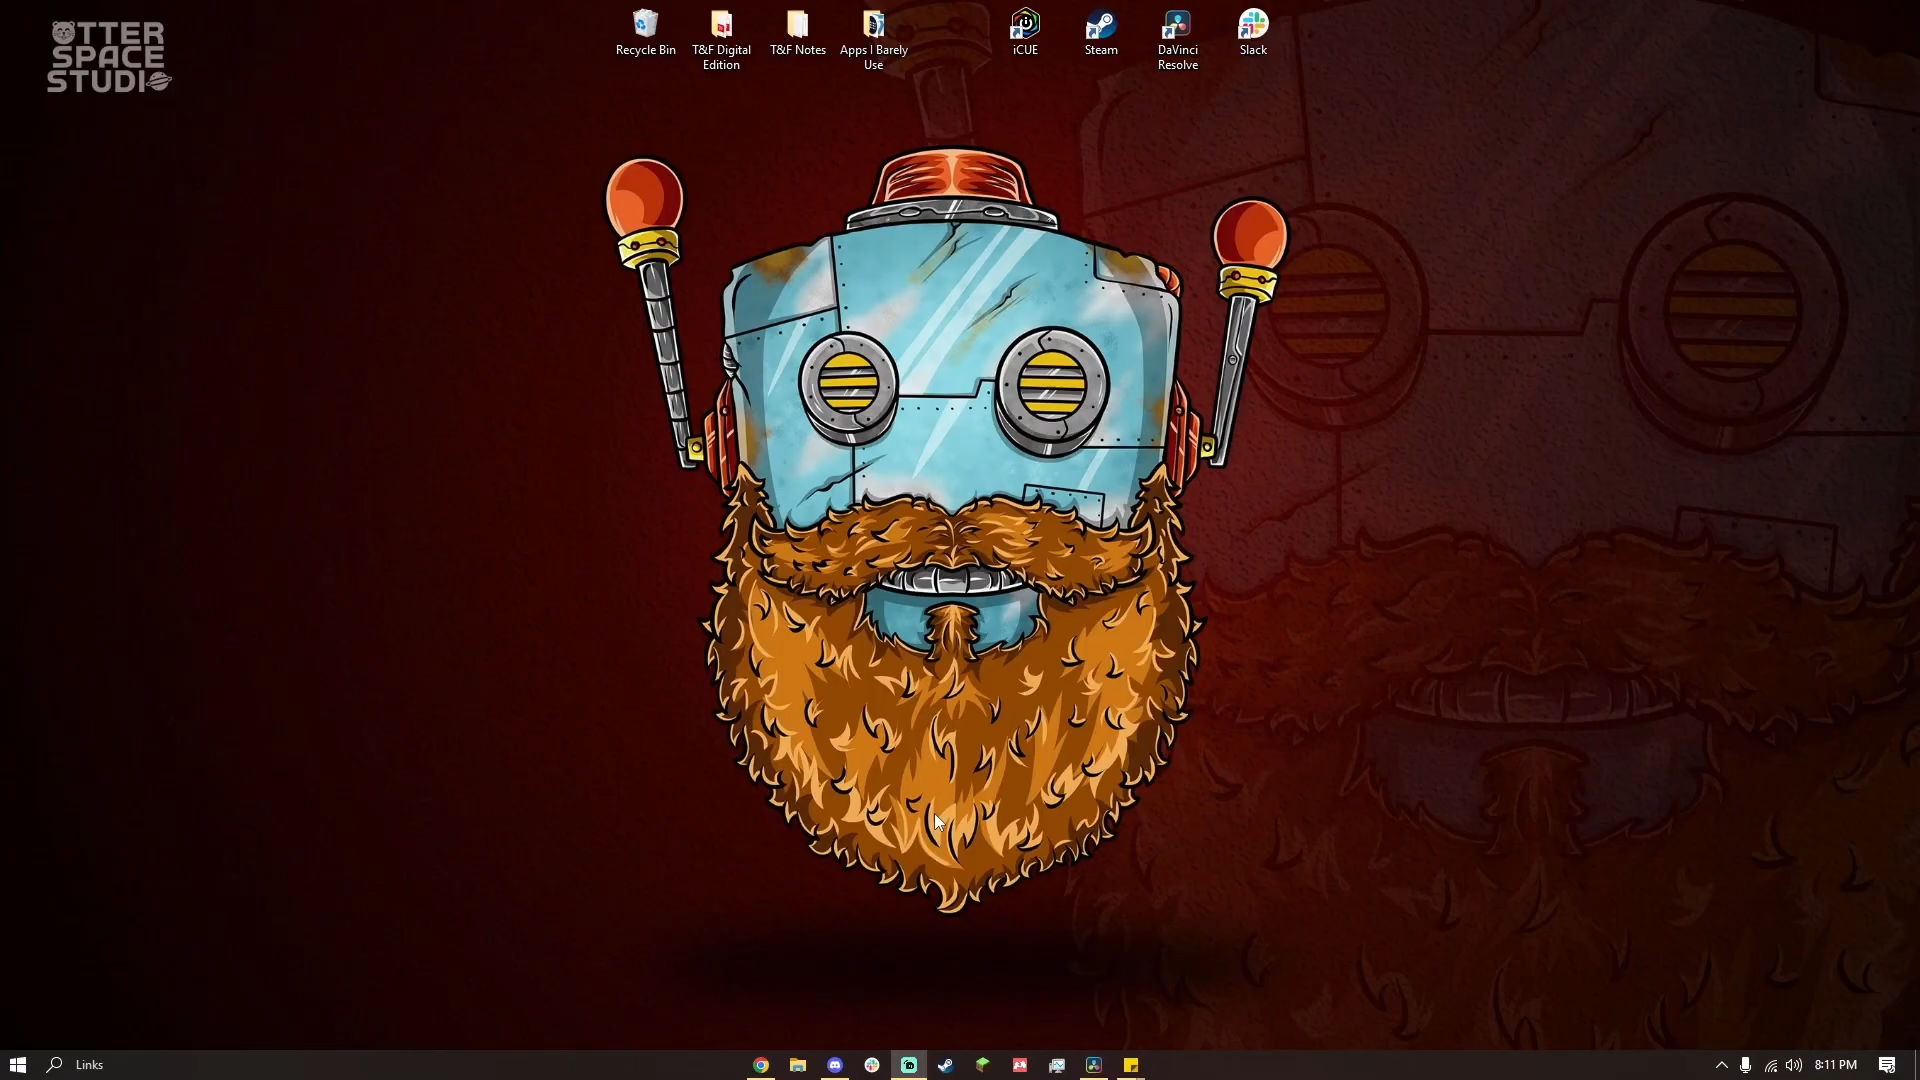 OTTER
SPACE
STUDIO
Recycle Bin
T&F Digital
Edition
T&F Notes
Apps I Barely
Use
iCUE
Steam
DaVinci
Resolve
Slack
Links
8:11 PM